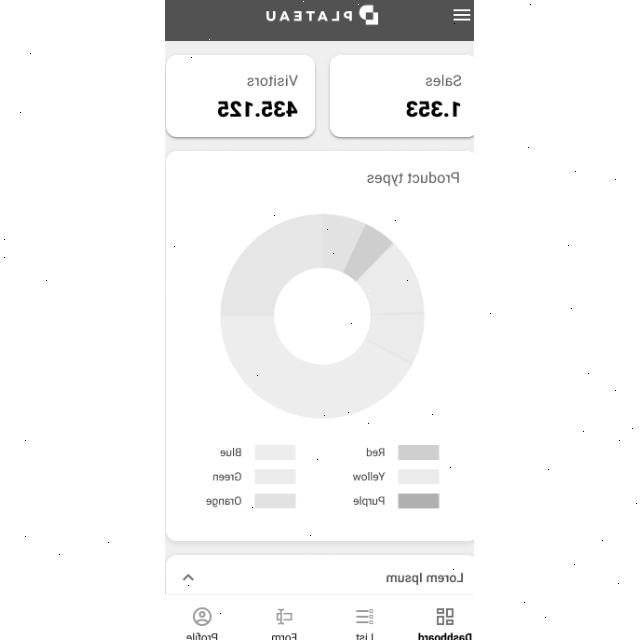 PLATEAU
Sales
Visitors
1.353
435.125
Product types
Red
Blue
Yellow
Green
Purple
Orange
Lorem Ipsum
Dashboard
List
Form
Profile